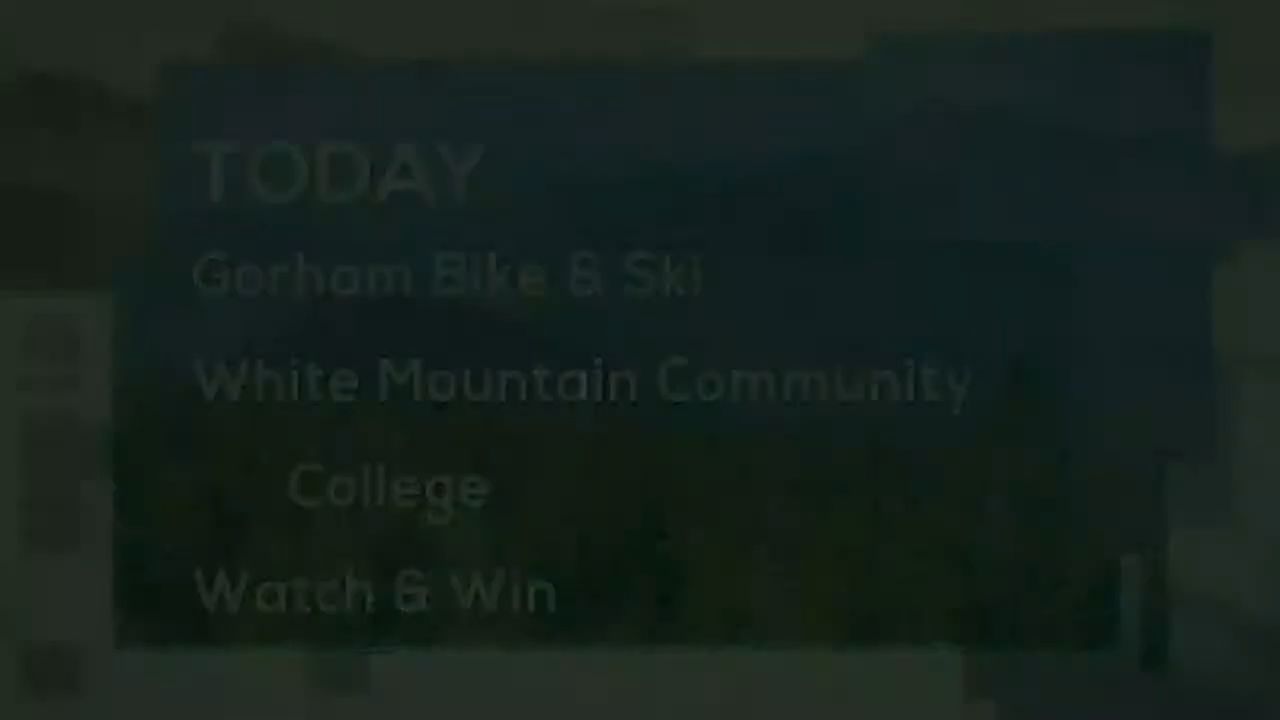 TODAY
Gorham Bike & Ski
White Mountain Community
College
Watch & Win